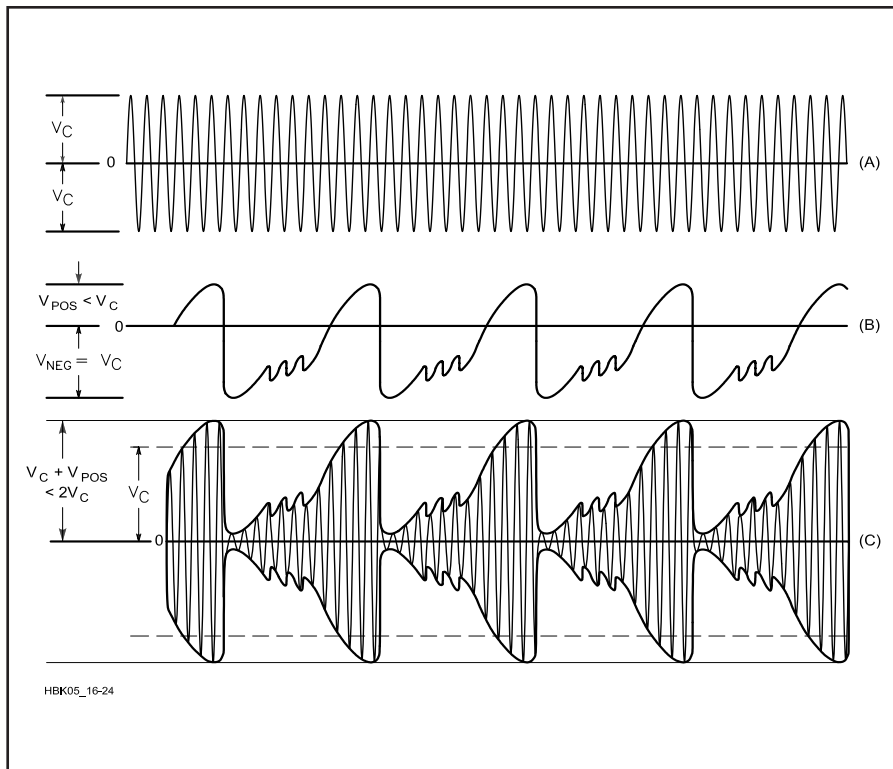 V_C
0
(A)
V_C
V_POS < V_C
0
(B)
V_NEG = V_C
V_C + V_POS
< 2V_C
V_C
0
(C)
HBK05_16-24